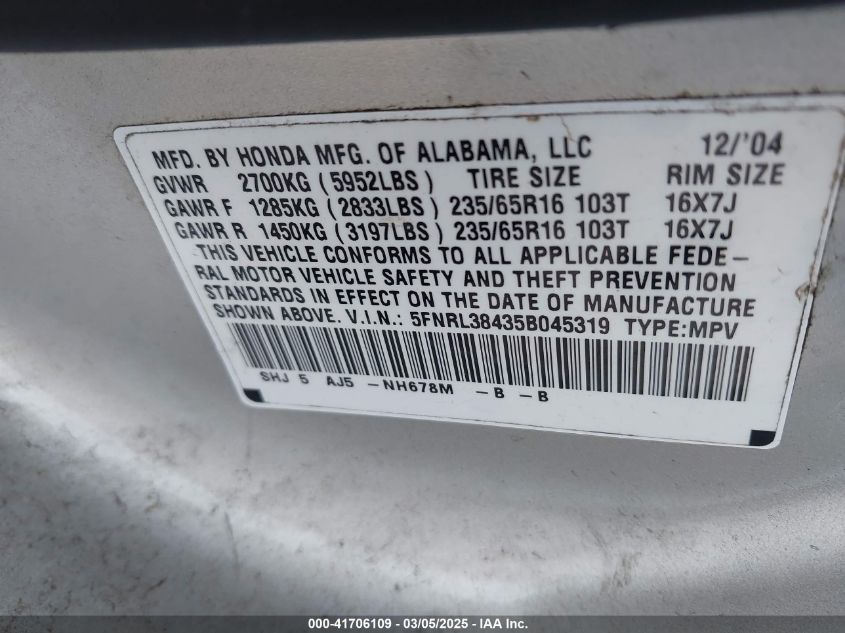 MFD. BY HONDA MFG. OF ALABAMA, LLC 12/'04
GVWR 2700KG (5952LBS) TIRE SIZE RIM SIZE
GAWR F 1285KG (2833LBS) 235/65R16 103T 16X7J
GAWR R 1450KG (3197LBS) 235/65R16 103T 16X7J
THIS VEHICLE CONFORMS TO ALL APPLICABLE FEDE-
RAL MOTOR VEHICLE SAFETY AND THEFT PREVENTION
STANDARDS IN EFFECT ON THE DATE OF MANUFACTURE
SHOWN ABOVE. V.I.N.: 5FNRL38435B045319 TYPE:MPV
SHJ 5 AJ5 -NH678M -B -B
000-41706109 - 03/05/2025 - IAA Inc.